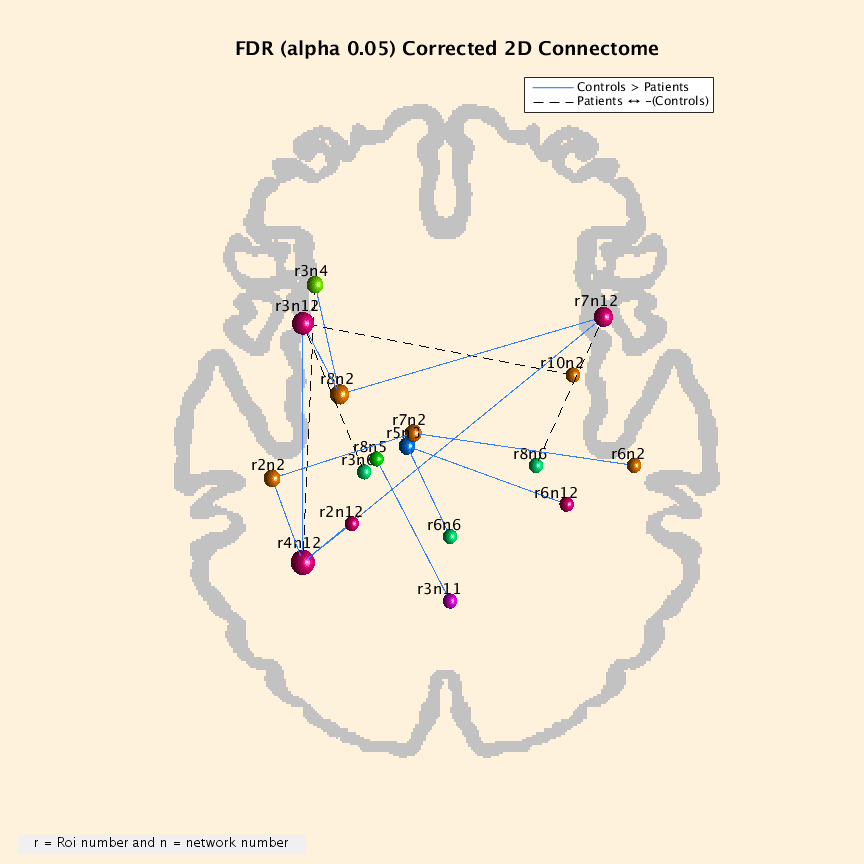 FDR (alpha 0.05) Corrected 2D Connectome
Controls > Patients
Patients ↔ -(Controls)
r3n4
r3n12
r7n12
r10n2
r8n2
r7n2
r8n5
r3n6
r8n6
r6n2
r2n2
r6n12
r2n12
r6n6
r4n12
r3n11
r = Roi number and n = network number